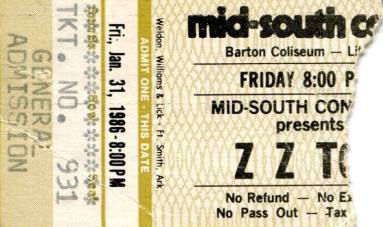 GENERAL
ADMISSION
TKT. NO. 931
Fri., Jan. 31, 1986 - 8:00 PM
ADMIT ONE - THIS DATE
Weldon, Williams & Lick - Ft. Smith, Ark.
mid-south co
Barton Coliseum — Li
FRIDAY 8:00 P
MID-SOUTH CON
presents
Z Z TO
No Refund — No Ex
No Pass Out — Tax